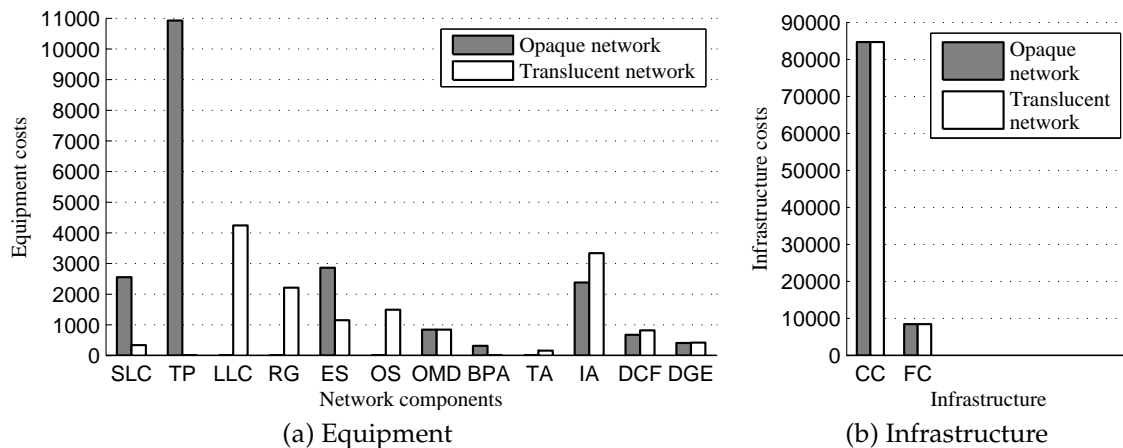 11000
10000
9000
8000
7000
6000
5000
4000
3000
2000
1000
0
Equipment costs
Opaque network
Translucent network
SLC TP LLC RG ES OS OMD BPA TA IA DCF DGE
Network components
(a) Equipment
90000
80000
70000
60000
50000
40000
30000
20000
10000
0
Infrastructure costs
Opaque
network
Translucent
network
CC FC
Infrastructure
(b) Infrastructure